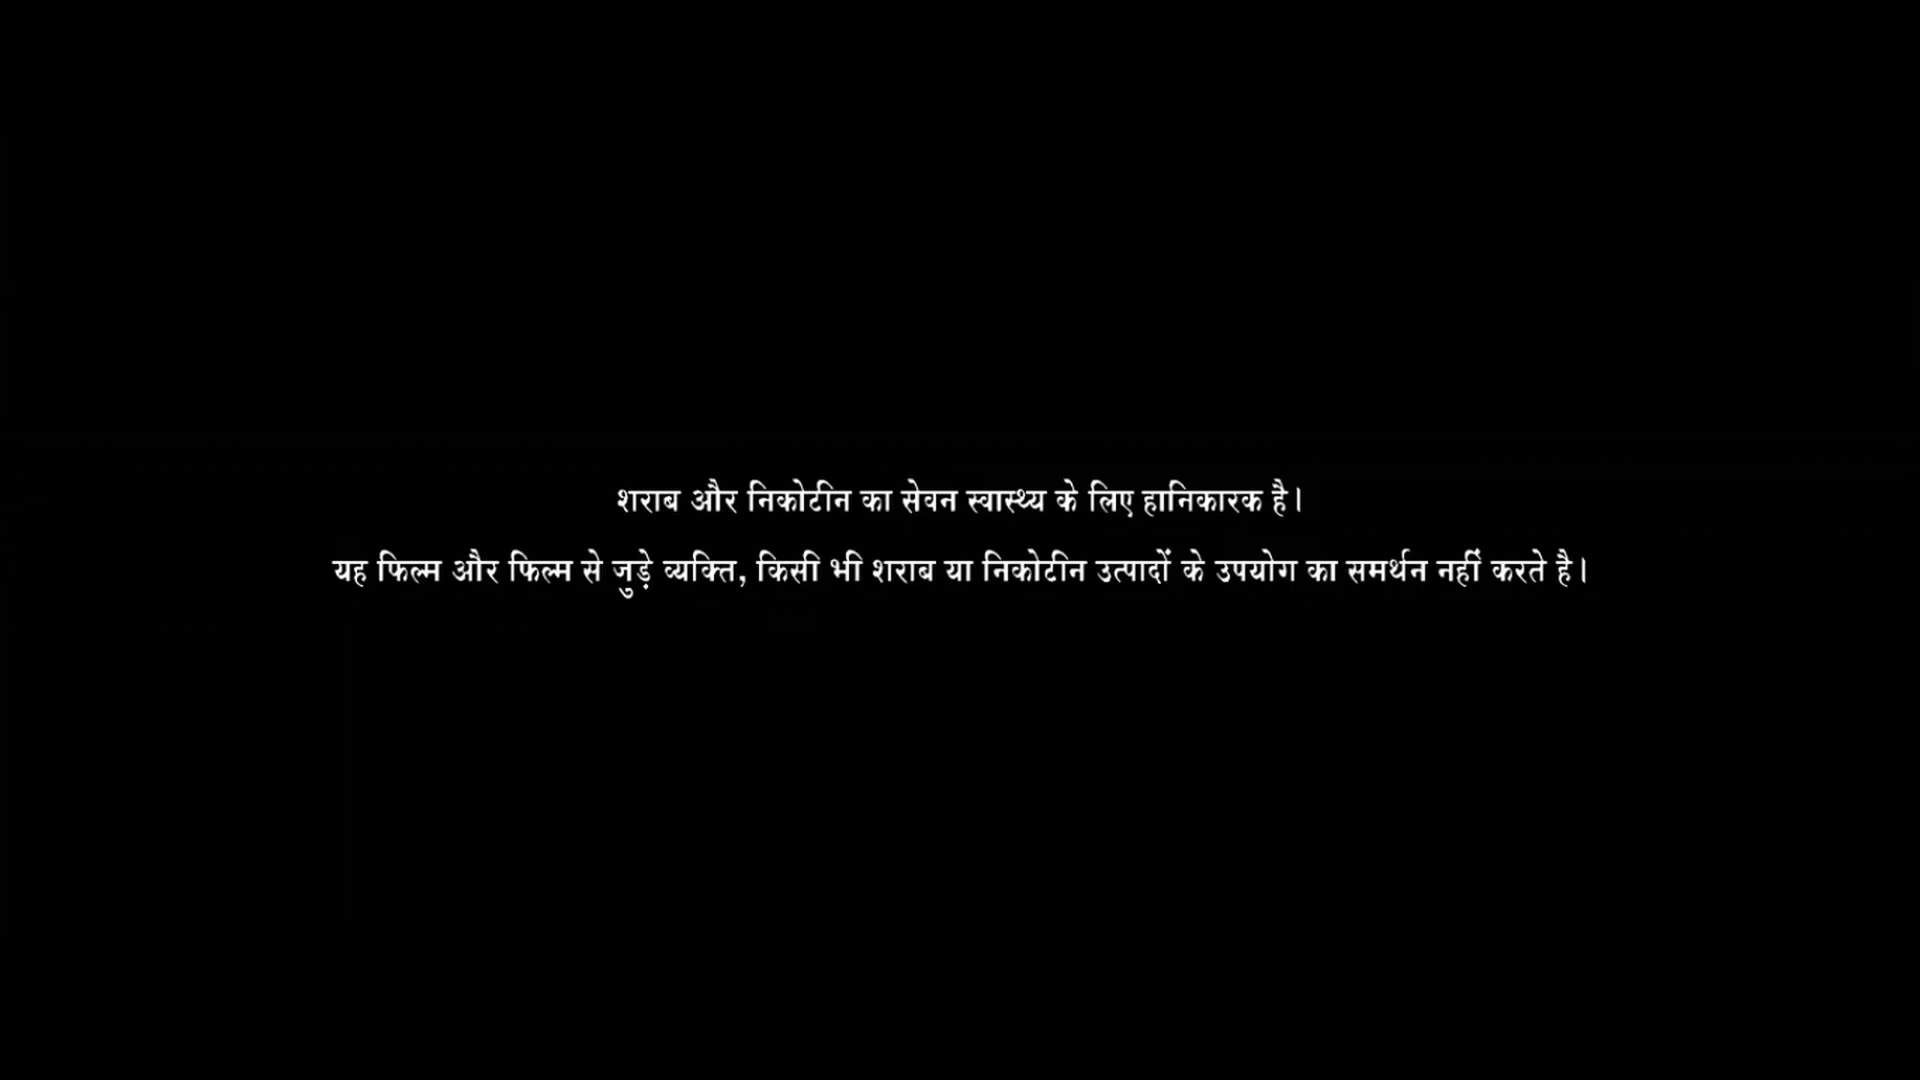 शराब और निकोटीन का सेवन स्वास्थ्य के लिए हानिकारक है।
यह फिल्म और फिल्म से जुड़े व्यक्ति, किसी भी शराब या निकोटीन उत्पादों के उपयोग का समर्थन नहीं करते है।